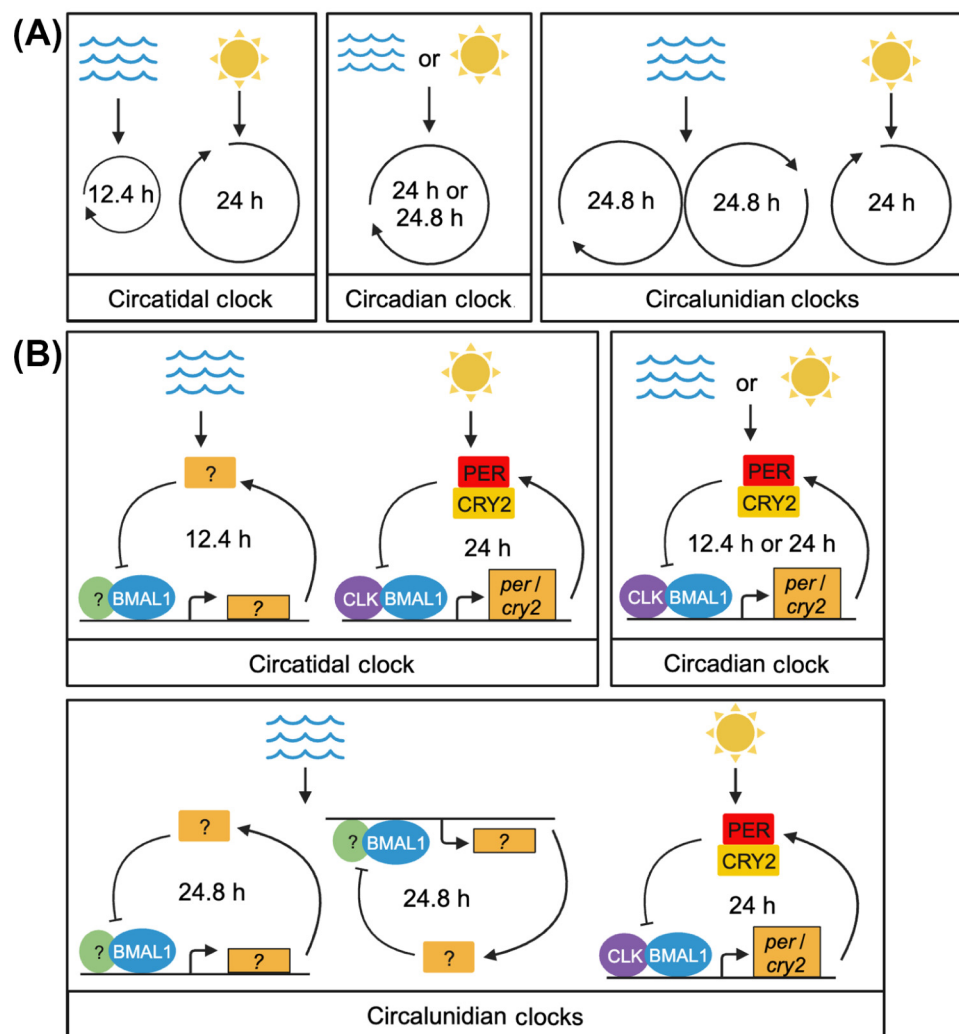 (A)
or
12.4 h
24 h
24 h or
24.8 h
24.8 h
24.8 h
24 h
Circatidal clock
Circadian clock.
Circalunidian clocks
(B)
or
?
PER
CRY2
PER
CRY2
12.4 h
24 h
12.4 h or 24 h
?
BMAL1
?
CLK
BMAL1
per /
cry2
CLK
BMAL1
per /
cry2
Circatidal clock
Circadian clock
?
?
BMAL1
?
PER
CRY2
24.8 h
24.8 h
24 h
?
BMAL1
?
?
CLK
BMAL1
per /
cry2
Circalunidian clocks